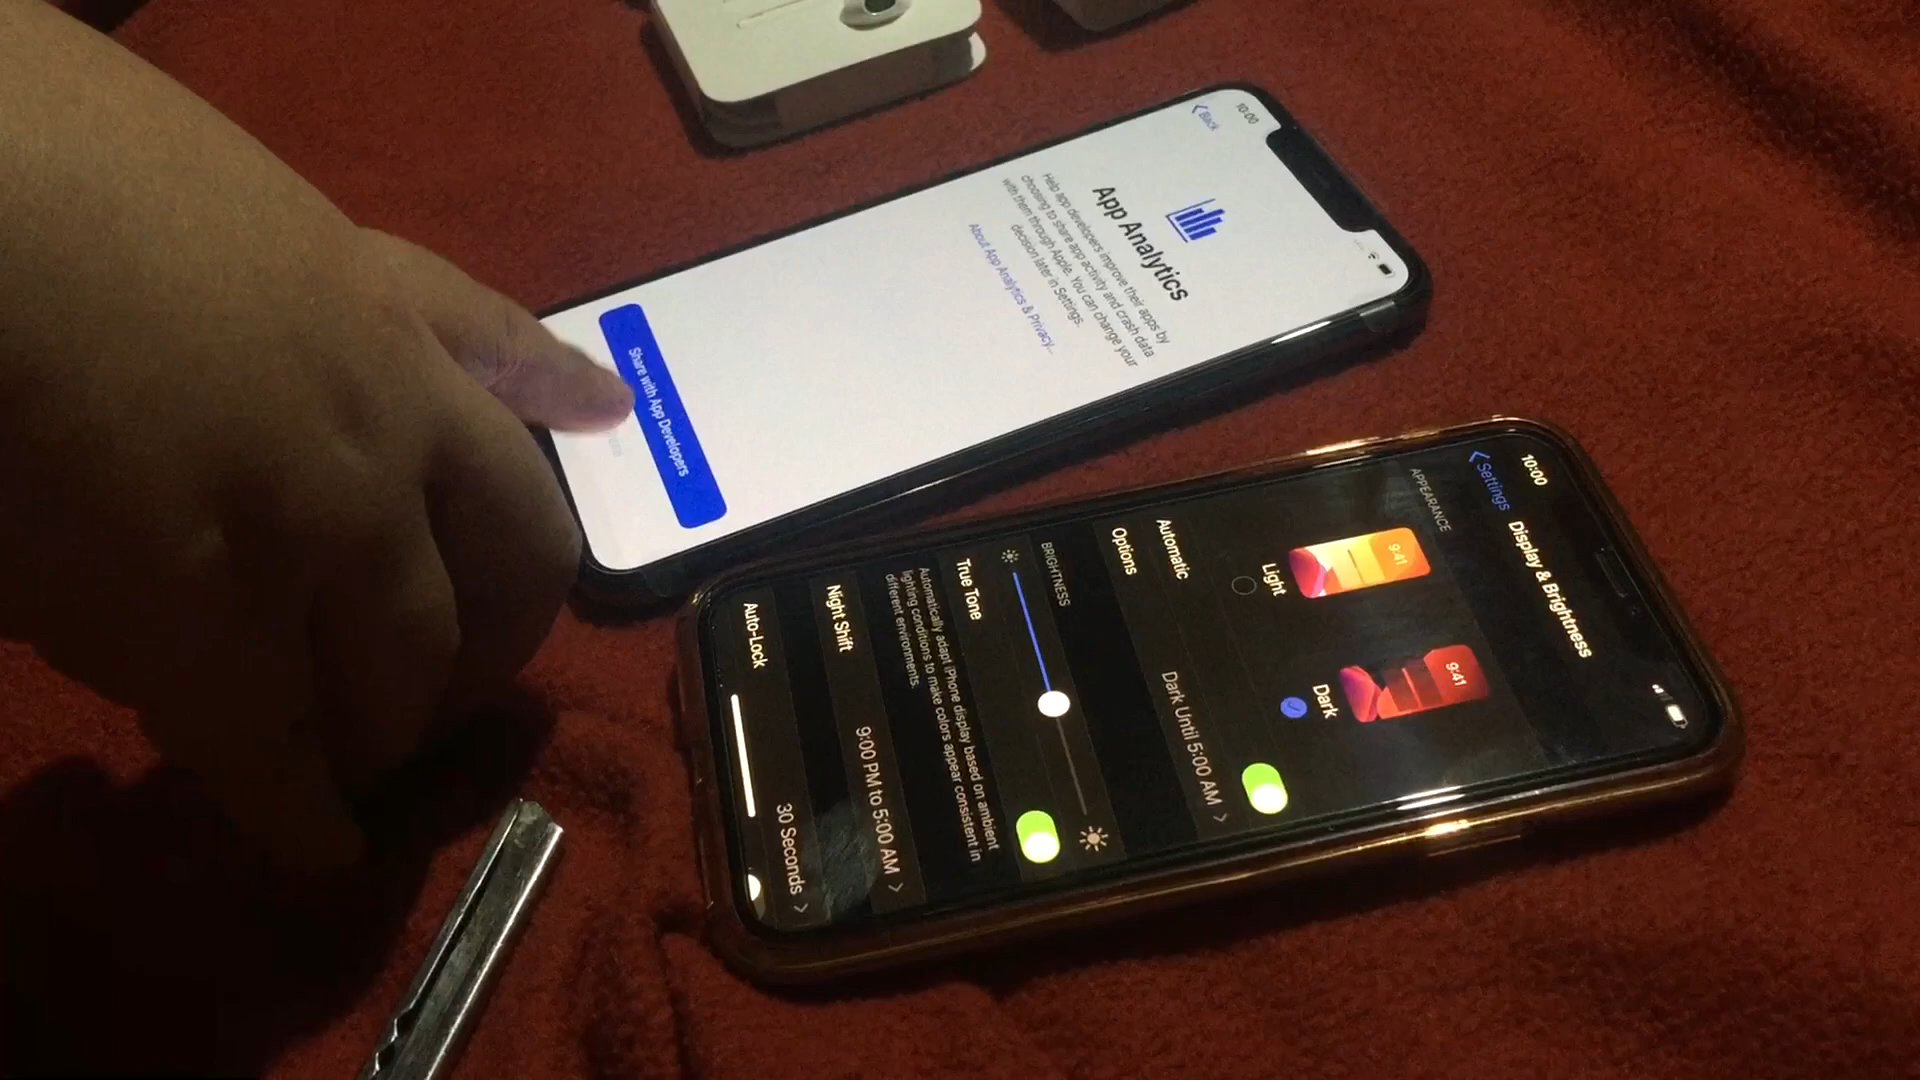 10:00
Back
App Analytics
Help app developers improve their apps by
choosing to share app activity and crash data
with them through Apple. You can change your
decision later in Settings.
About App Analytics & Privacy...
Share with App Developers
10:00
Settings
Display & Brightness
APPEARANCE
9:41
9:41
Light
Dark
Automatic
Options
Dark Until 5:00 AM
BRIGHTNESS
True Tone
Automatically adapt iPhone display based on ambient
lighting conditions to make colors appear consistent in
different environments.
Night Shift
9:00 PM to 5:00 AM
Auto-Lock
30 Seconds